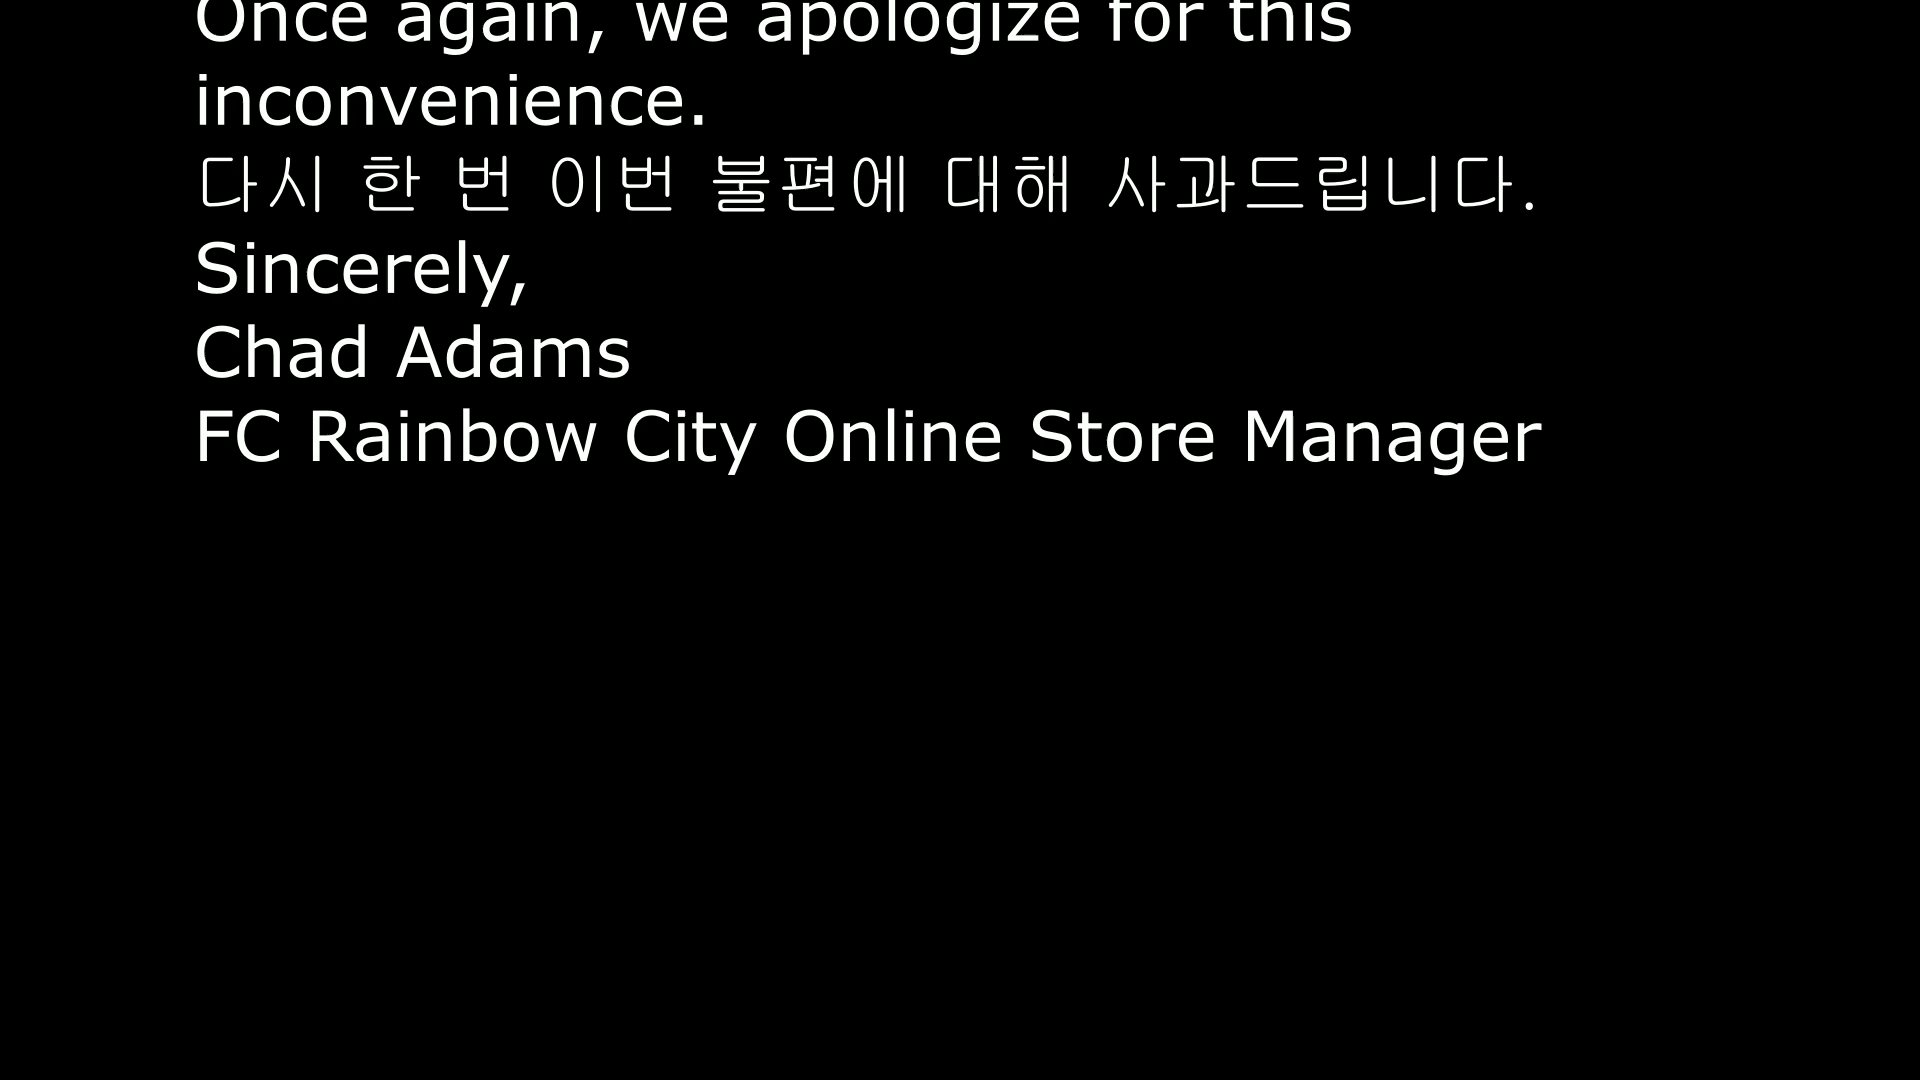 Once again, we apologize for this
inconvenience.
다시 한 번 이번 불편에 대해 사과드립니다.
Sincerely,
Chad Adams
FC Rainbow City Online Store Manager